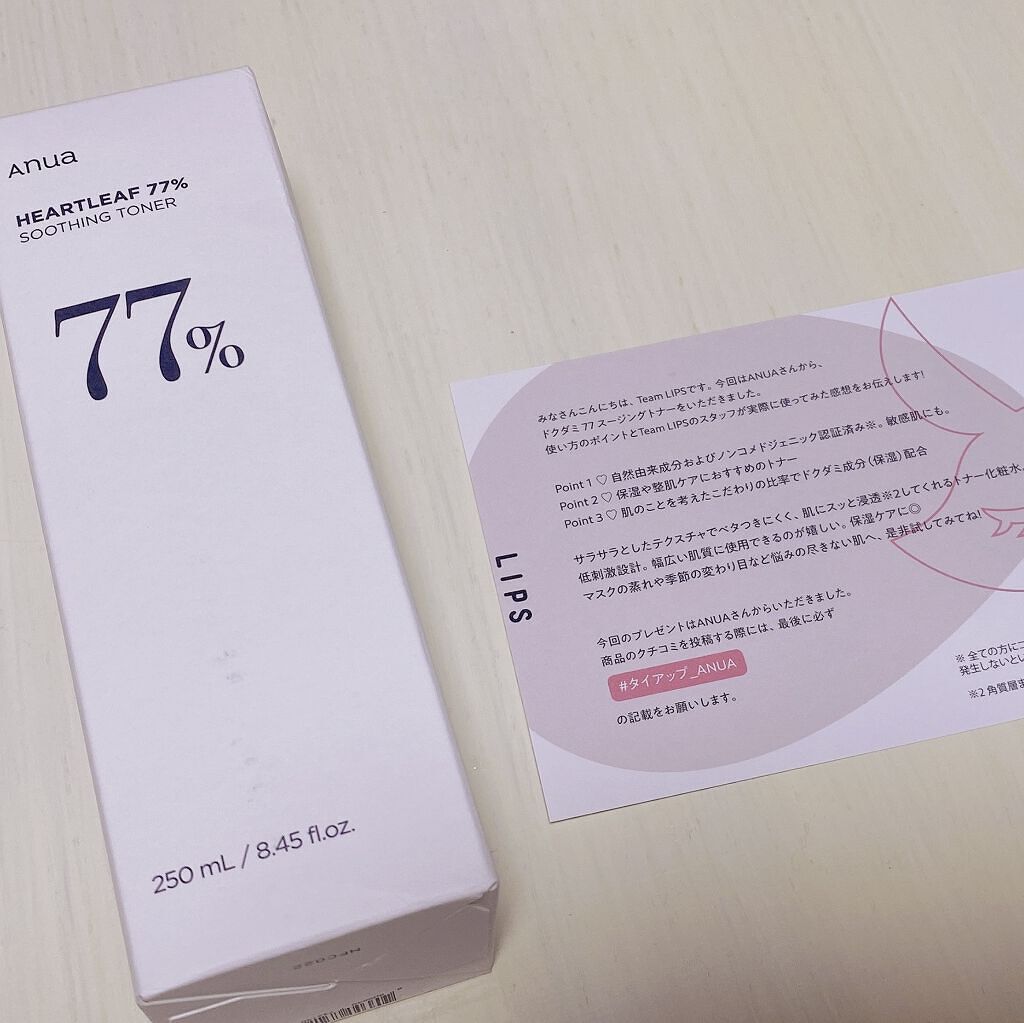 Anua
HEARTLEAF 77%
SOOTHING TONER
77%
250 mL / 8.45 fl.oz.
NPC022
LIPS
みなさんこんにちは、Team LIPSです。今回はANUAさんから、
ドクダミ77 スージングトナーをいただきました。
使い方のポイントとTeam LIPSのスタッフが実際に使ってみた感想をお伝えします!
Point 1 ♡ 自然由来成分およびノンコメドジェニック認証済み※。敏感肌にも。
Point 2 ♡ 保湿や整肌ケアにおすすめのトナー
Point 3 ♡ 肌のことを考えたこだわりの比率でドクダミ成分(保湿)配合
サラサラとしたテクスチャでベタつきにくく、肌にスッと浸透※2してくれるトナー化粧水。
低刺激設計。幅広い肌質に使用できるのが嬉しい。保湿ケアに◎
マスクの蒸れや季節の変わり目など悩みの尽きない肌へ、是非試してみてね!
今回のプレゼントはANUAさんからいただきました。
商品のクチコミを投稿する際には、最後に必ず
#タイアップ_ANUA
の記載をお願いします。
※ 全ての方にニ
発生しないとい
※2 角質層ま